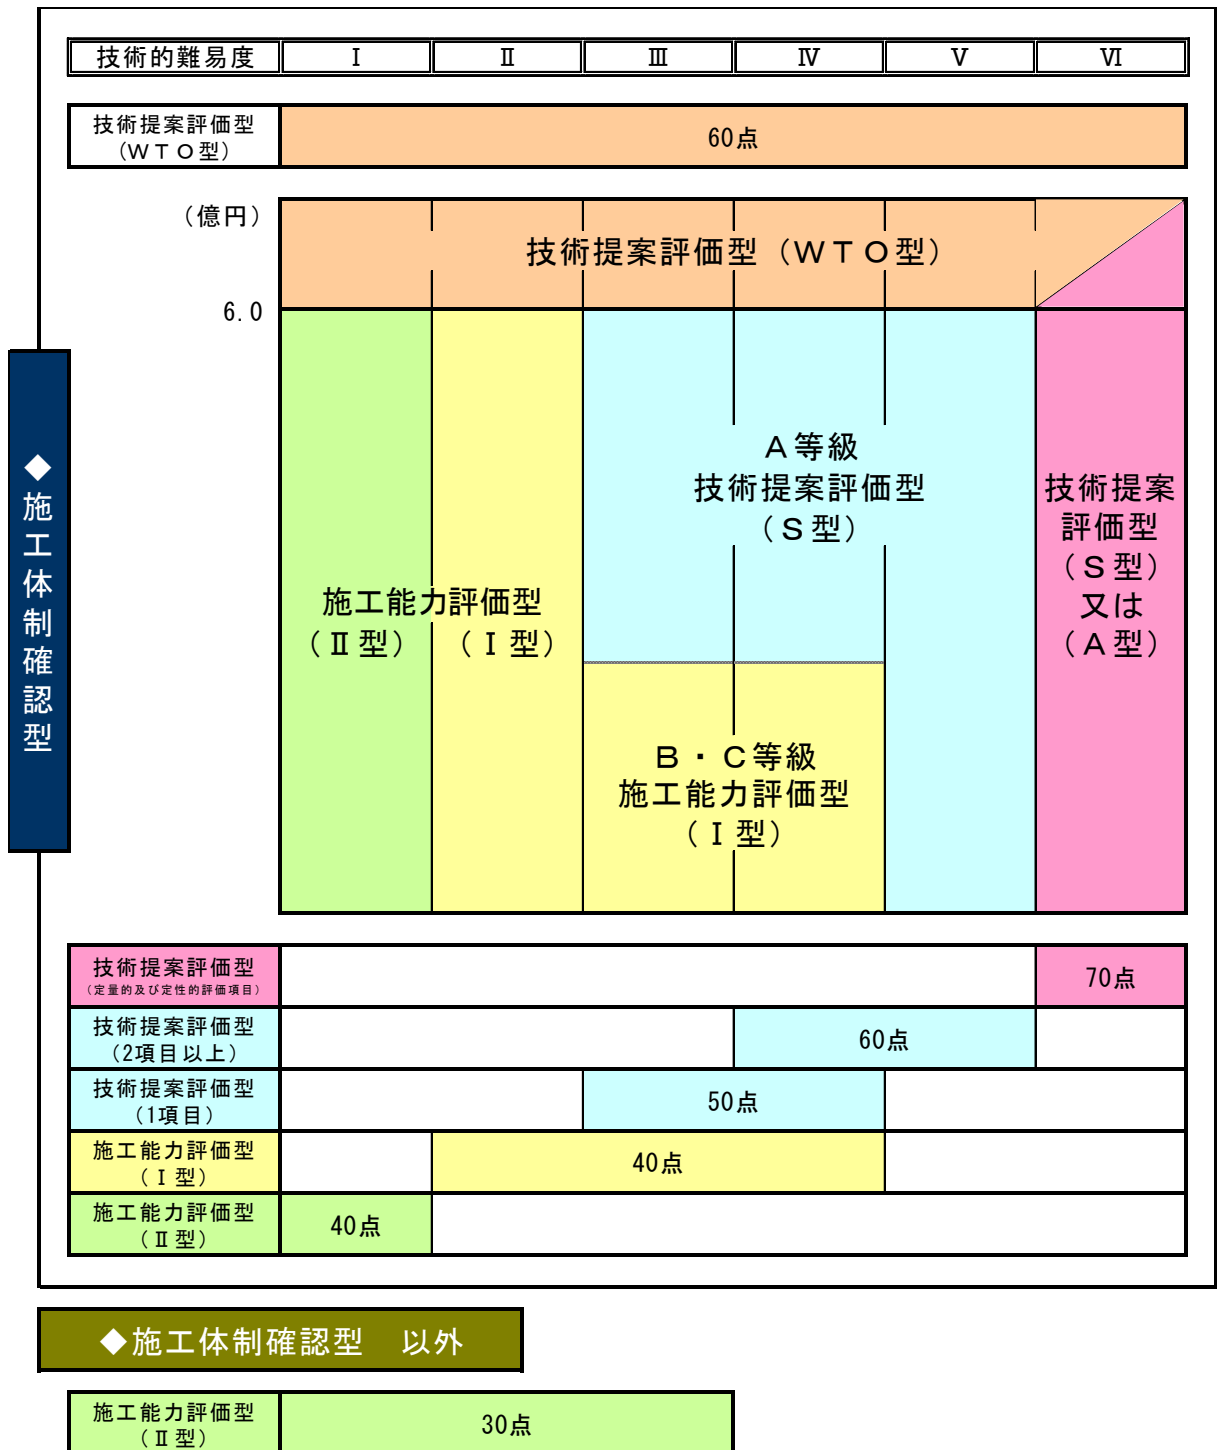 技術的難易度 Ⅰ Ⅱ Ⅲ Ⅳ Ⅴ Ⅵ
技術提案評価型
（ＷＴＯ型）
60点
（億円）
技術提案評価型（ＷＴＯ型）
6.0
◆施工体制確認型
Ａ等級
技術提案評価型
（Ｓ型）
技術提案
評価型
（Ｓ型）
又は
（Ａ型）
施工能力評価型
（Ⅱ型） （Ⅰ型）
Ｂ・Ｃ等級
施工能力評価型
（Ⅰ型）
技術提案評価型
（定量的及び定性的評価項目）
70点
技術提案評価型
（2項目以上）
60点
技術提案評価型
（1項目）
50点
施工能力評価型
（Ⅰ型）
40点
施工能力評価型
（Ⅱ型）
40点
◆施工体制確認型　以外
施工能力評価型
（Ⅱ型）
30点